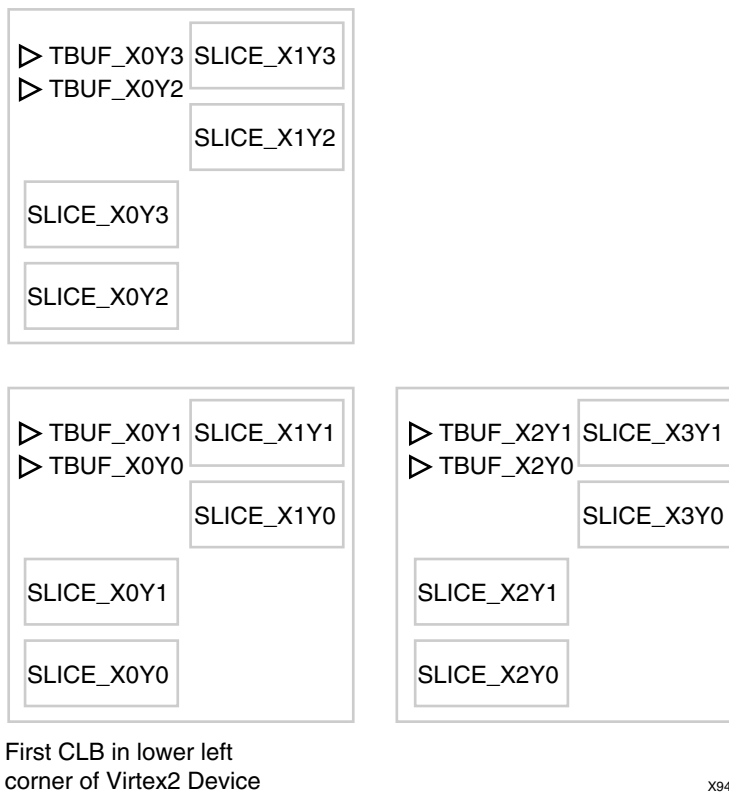 TBUF_X0Y3 SLICE_X1Y3
TBUF_X0Y2
SLICE_X1Y2
SLICE_X0Y3
SLICE_X0Y2
TBUF_X0Y1 SLICE_X1Y1
TBUF_X0Y0
SLICE_X1Y0
SLICE_X0Y1
SLICE_X0Y0
TBUF_X2Y1 SLICE_X3Y1
TBUF_X2Y0
SLICE_X3Y0
SLICE_X2Y1
SLICE_X2Y0
First CLB in lower left
corner of Virtex2 Device
X94